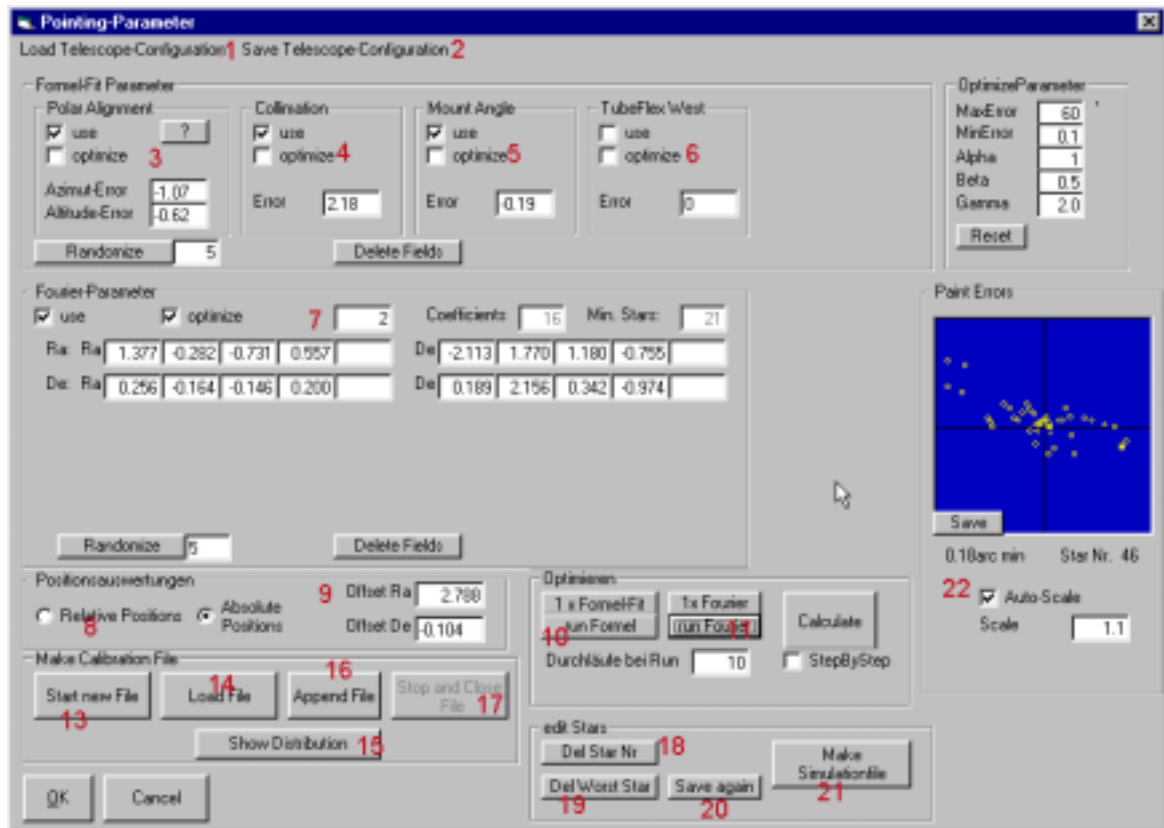 Pointing-Parameter
Load Telescope-Configuration 1 Save Telescope-Configuration 2
Formel-Fit Parameter
Polar Alignment
use
?
optimize
3
Azimut-Error -1.07
Altitude-Error -0.62
Collimation
use
optimize 4
Error 2.18
Mount Angle
use
optimize 5
Error -0.19
TubeFlex West
use
optimize 6
Error 0
Randomize 5
Delete Fields
OptimizeParameter
MaxError 60 '
MinError 0.1
Alpha 1
Beta 0.5
Gamma 2.0
Reset
Fourier-Parameter
use optimize 7 2 Coefficients 16 Min. Stars: 21
Ra: Ra 1.377 -0.282 -0.731 0.557 De -2.113 1.770 1.180 -0.755
De: Ra 0.256 -0.164 -0.146 0.200 De 0.189 2.156 0.342 -0.974
Randomize 5
Delete Fields
Paint Errors
Save
0.18arc min Star Nr. 46
22 Auto-Scale
Scale 1.1
Positionsauswertungen
8 Relative Positions
Absolute Positions
9 Offset Ra 2.788
Offset De -0.104
Optimieren
1 x Formel-Fit
1x Fourier
10 run Formel
run Fourier 11
Calculate
Durchläufe bei Run 10
StepByStep
Make Calibration File
Start new File 13
Load File 14
Append File 16
Stop and Close File 17
Show Distribution 15
edit Stars
Del Star Nr 18
Del Worst Star 19
Save again 20
Make Simulationfile 21
OK
Cancel